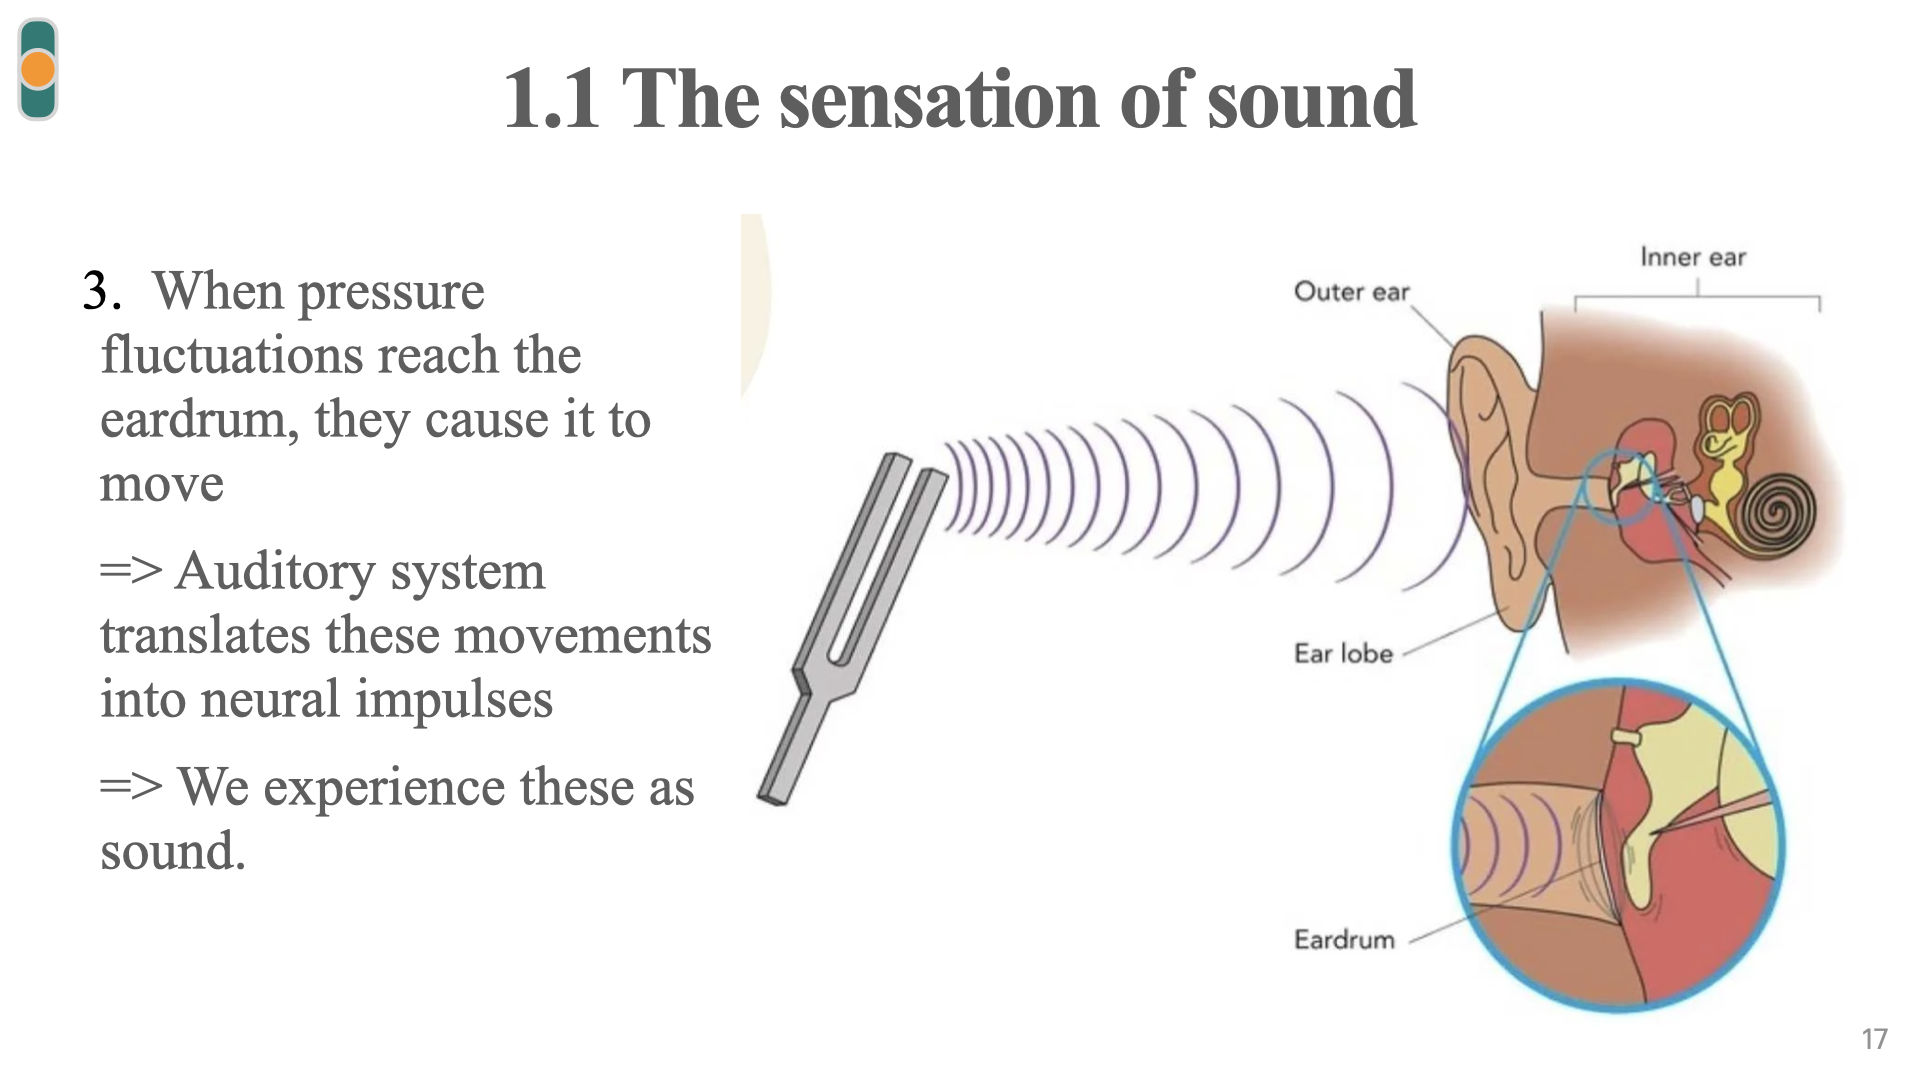 1.1 The sensation of sound
3. When pressure
fluctuations reach the
eardrum, they cause it to
move
=> Auditory system
translates these movements
into neural impulses
=> We experience these as
sound.
Inner ear
Outer ear
Ear lobe
Eardrum
17